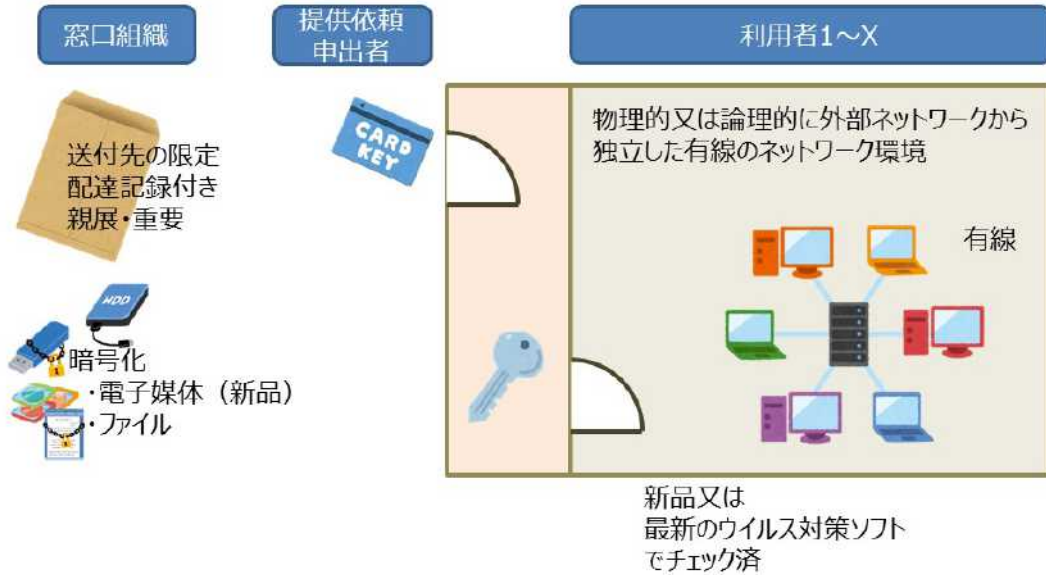 窓口組織
提供依頼
申出者
利用者1～X
送付先の限定
配達記録付き
親展・重要
CARD
KEY
物理的又は論理的に外部ネットワークから
独立した有線のネットワーク環境
有線
HDD
暗号化
・電子媒体（新品）
・ファイル
新品又は
最新のウイルス対策ソフト
でチェック済